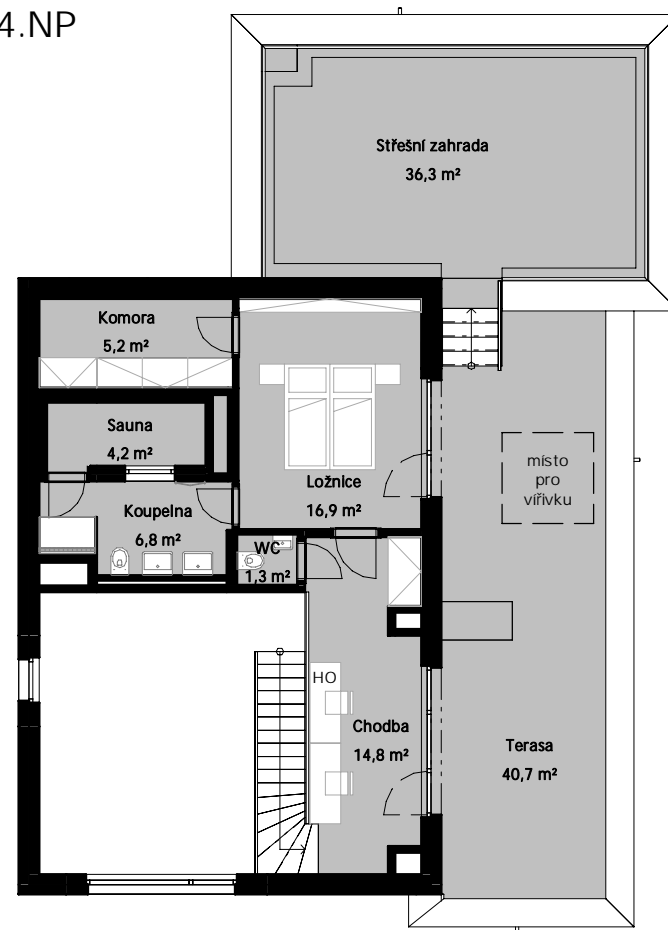 4.NP
Střešní zahrada
36,3 m²
Komora
5,2 m²
Sauna
4,2 m²
Ložnice
16,9 m²
místo
pro
vířivku
Koupelna
6,8 m²
WC
1,3 m²
HO
Chodba
14,8 m²
Terasa
40,7 m²